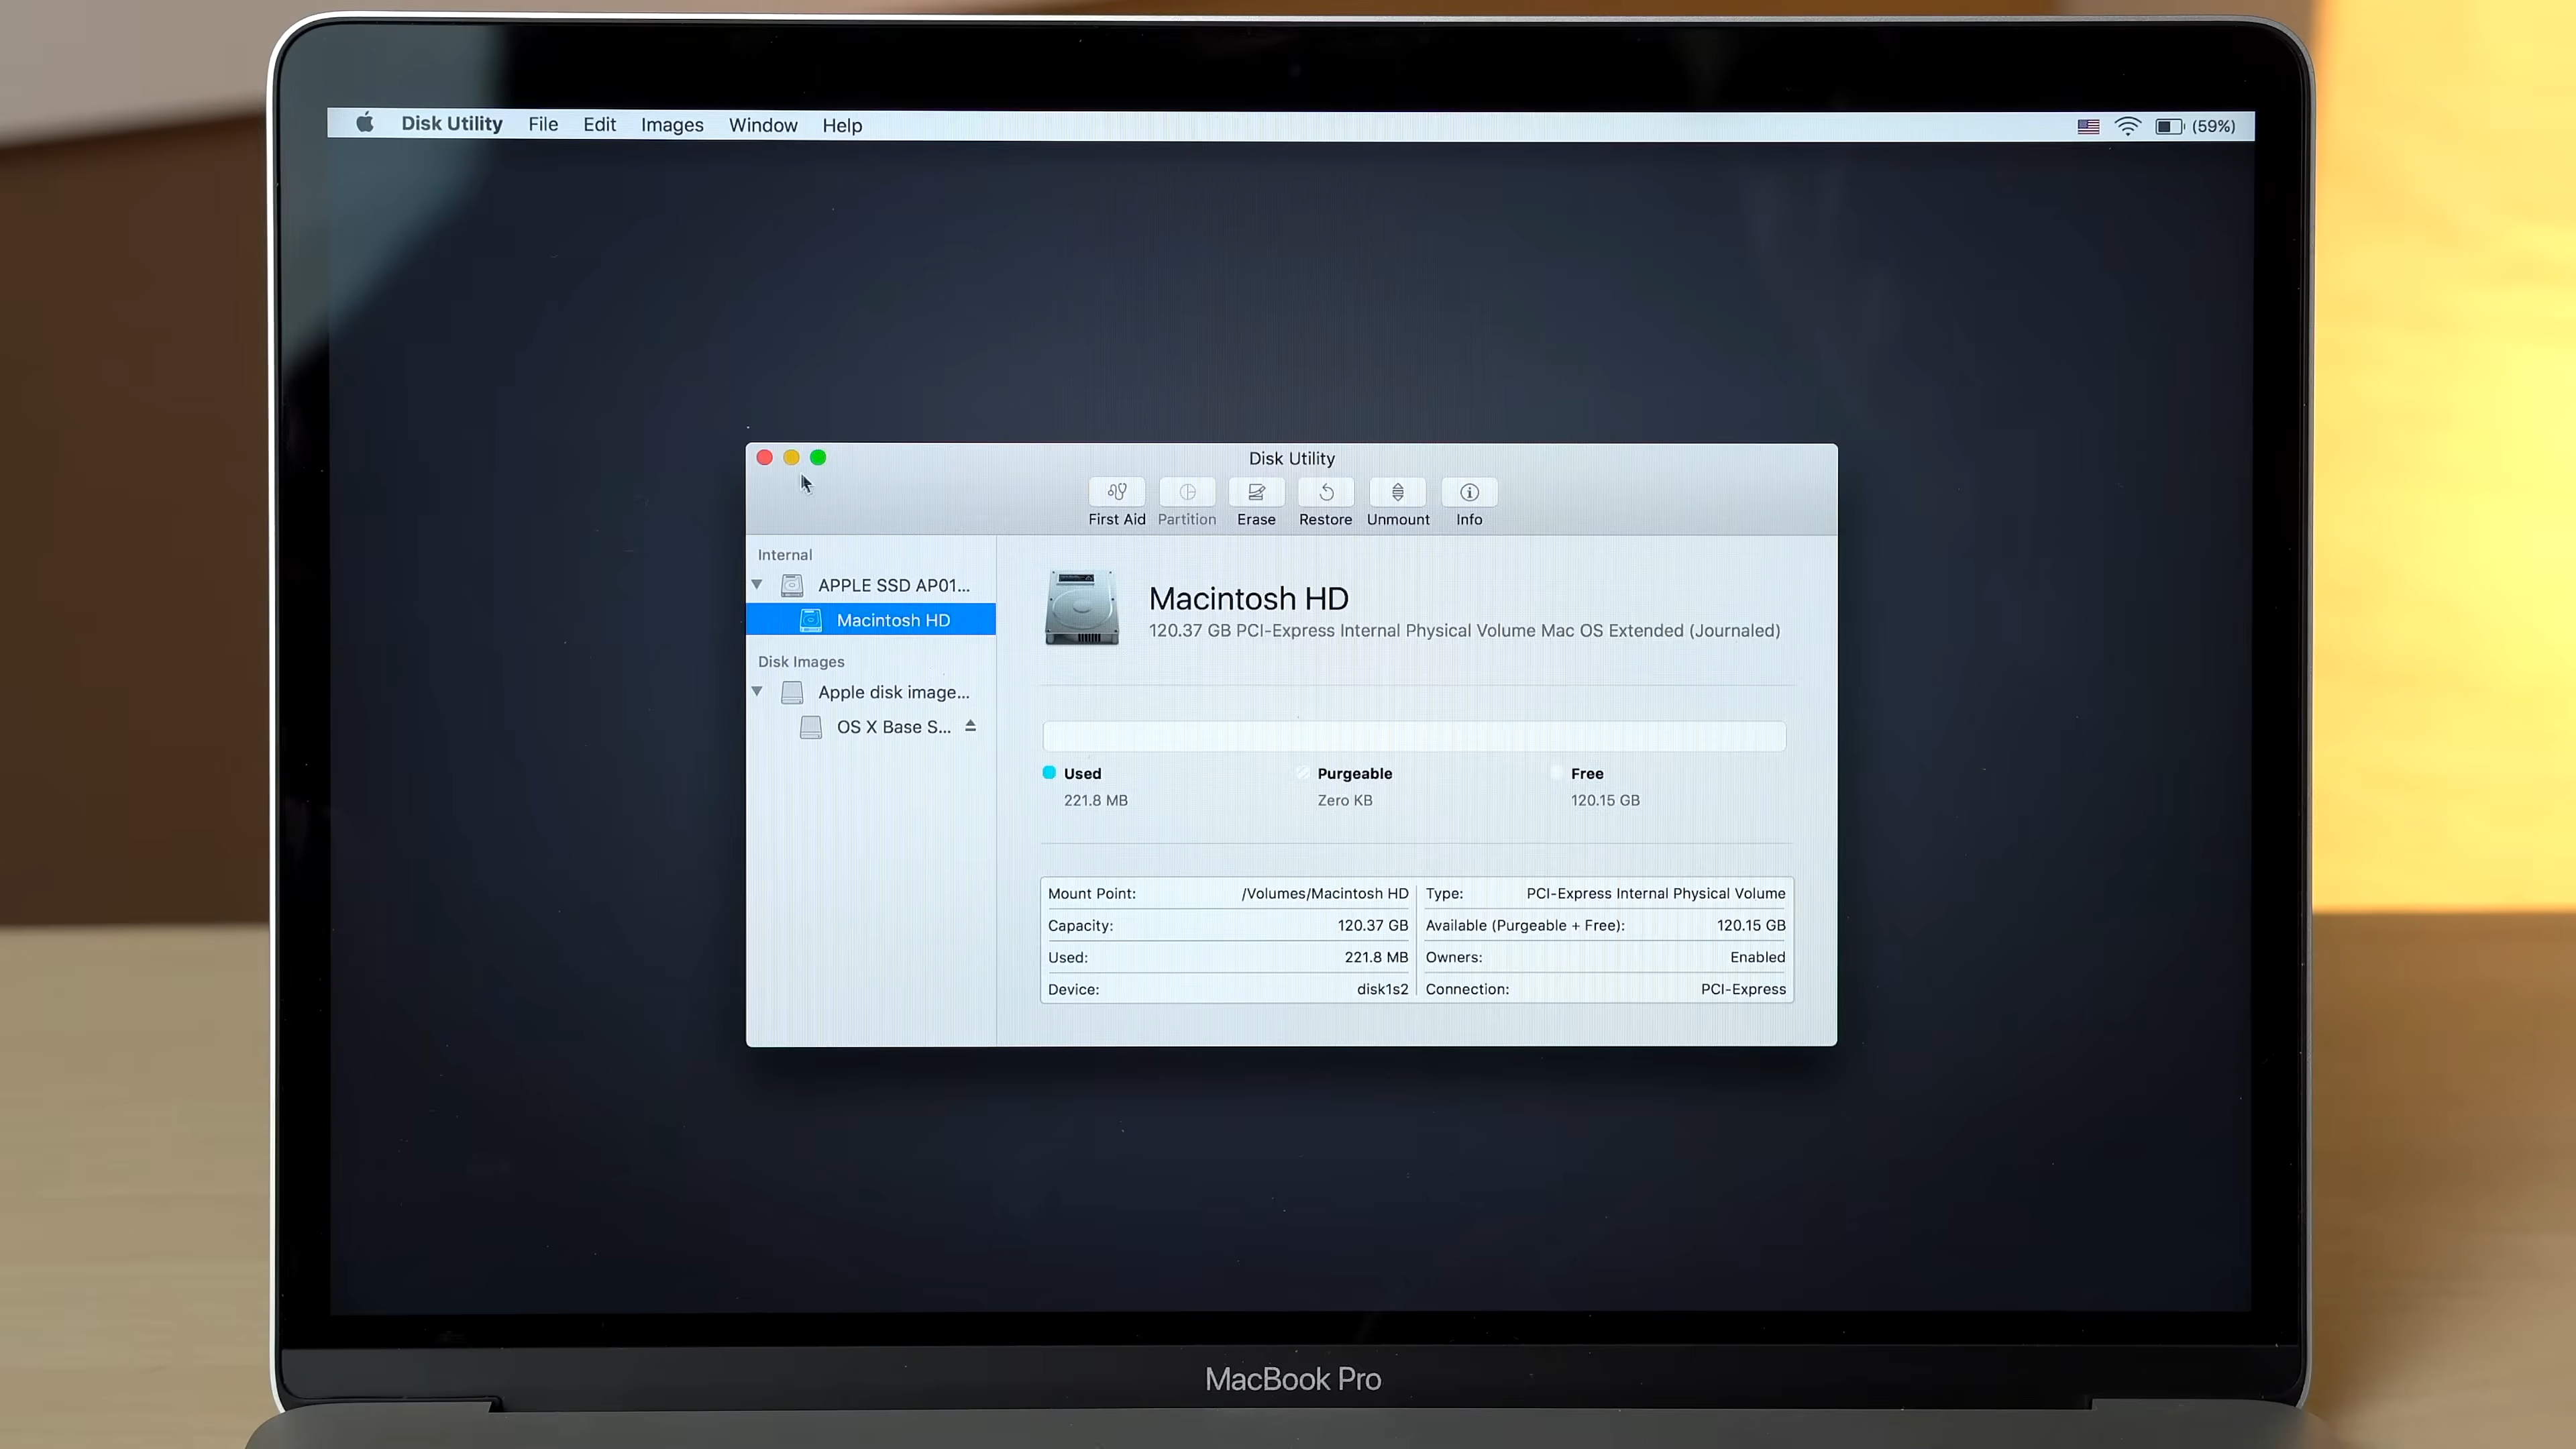 Disk Utility File Edit Images Window Help (59%)
Disk Utility
First Aid Partition Erase Restore Unmount Info
Internal
APPLE SSD AP01...
Macintosh HD
Disk Images
Apple disk image...
OS X Base S...
Macintosh HD
120.37 GB PCI-Express Internal Physical Volume Mac OS Extended (Journaled)
Used Purgeable Free
221.8 MB Zero KB 120.15 GB
Mount Point: /Volumes/Macintosh HD Type: PCI-Express Internal Physical Volume
Capacity: 120.37 GB Available (Purgeable + Free): 120.15 GB
Used: 221.8 MB Owners: Enabled
Device: disk1s2 Connection: PCI-Express
MacBook Pro